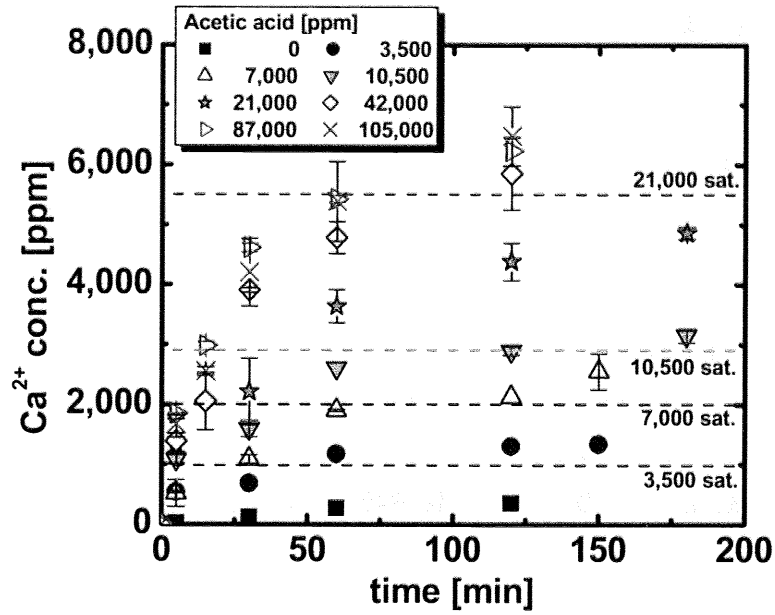 Acetic acid [ppm]
0 3,500
7,000 10,500
21,000 42,000
87,000 105,000
8,000
6,000
4,000
2,000
0
Ca2+ conc. [ppm]
21,000 sat.
10,500 sat.
7,000 sat.
3,500 sat.
0 50 100 150 200
time [min]